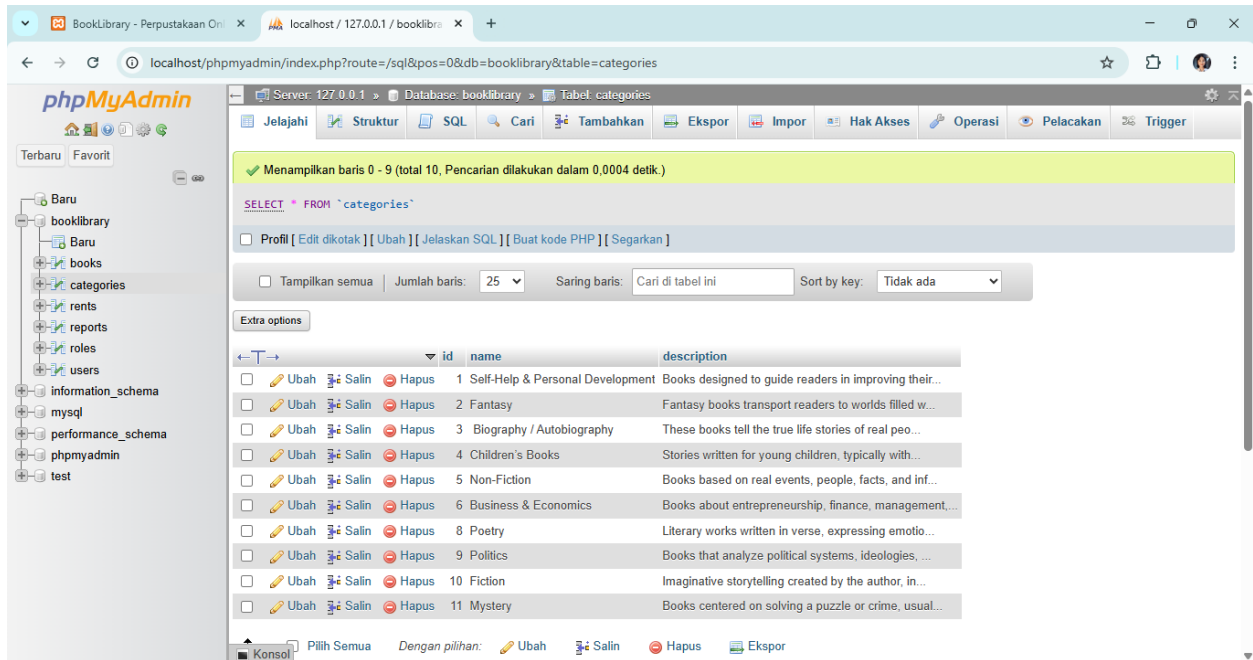 BookLibrary - Perpustakaan Onl
localhost / 127.0.0.1 / booklibra
localhost/phpmyadmin/index.php?route=/sql&pos=0&db=booklibrary&table=categories
phpMyAdmin
Terbaru Favorit
Baru
booklibrary
Baru
books
categories
rents
reports
roles
users
information_schema
mysql
performance_schema
phpmyadmin
test
Server: 127.0.0.1 » Database: booklibrary » Tabel: categories
Jelajahi Struktur SQL Cari Tambahkan Ekspor Impor Hak Akses Operasi Pelacakan Trigger
Menampilkan baris 0 - 9 (total 10, Pencarian dilakukan dalam 0,0004 detik.)
SELECT * FROM `categories`
Profil [ Edit dikotak ] [ Ubah ] [ Jelaskan SQL ] [ Buat kode PHP ] [ Segarkan ]
Tampilkan semua Jumlah baris: 25 Saring baris: Cari di tabel ini Sort by key: Tidak ada
Extra options
id name description
Ubah Salin Hapus 1 Self-Help & Personal Development Books designed to guide readers in improving their...
Ubah Salin Hapus 2 Fantasy Fantasy books transport readers to worlds filled w...
Ubah Salin Hapus 3 Biography / Autobiography These books tell the true life stories of real peo...
Ubah Salin Hapus 4 Children's Books Stories written for young children, typically with...
Ubah Salin Hapus 5 Non-Fiction Books based on real events, people, facts, and inf...
Ubah Salin Hapus 6 Business & Economics Books about entrepreneurship, finance, management,...
Ubah Salin Hapus 8 Poetry Literary works written in verse, expressing emotio...
Ubah Salin Hapus 9 Politics Books that analyze political systems, ideologies, ...
Ubah Salin Hapus 10 Fiction Imaginative storytelling created by the author, in...
Ubah Salin Hapus 11 Mystery Books centered on solving a puzzle or crime, usual...
Pilih Semua Dengan pilihan: Ubah Salin Hapus Ekspor
Konsol